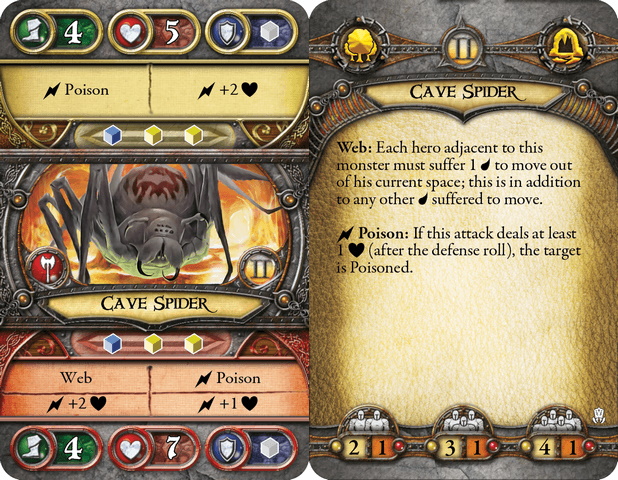 4 5
Poison +2
CAVE SPIDER
II
Web Poison
+2 +1
4 7
II
CAVE SPIDER
Web: Each hero adjacent to this
monster must suffer 1 to move out
of his current space; this is in addition
to any other suffered to move.
Poison: If this attack deals at least
1 (after the defense roll), the target
is Poisoned.
2 1 3 1 4 1